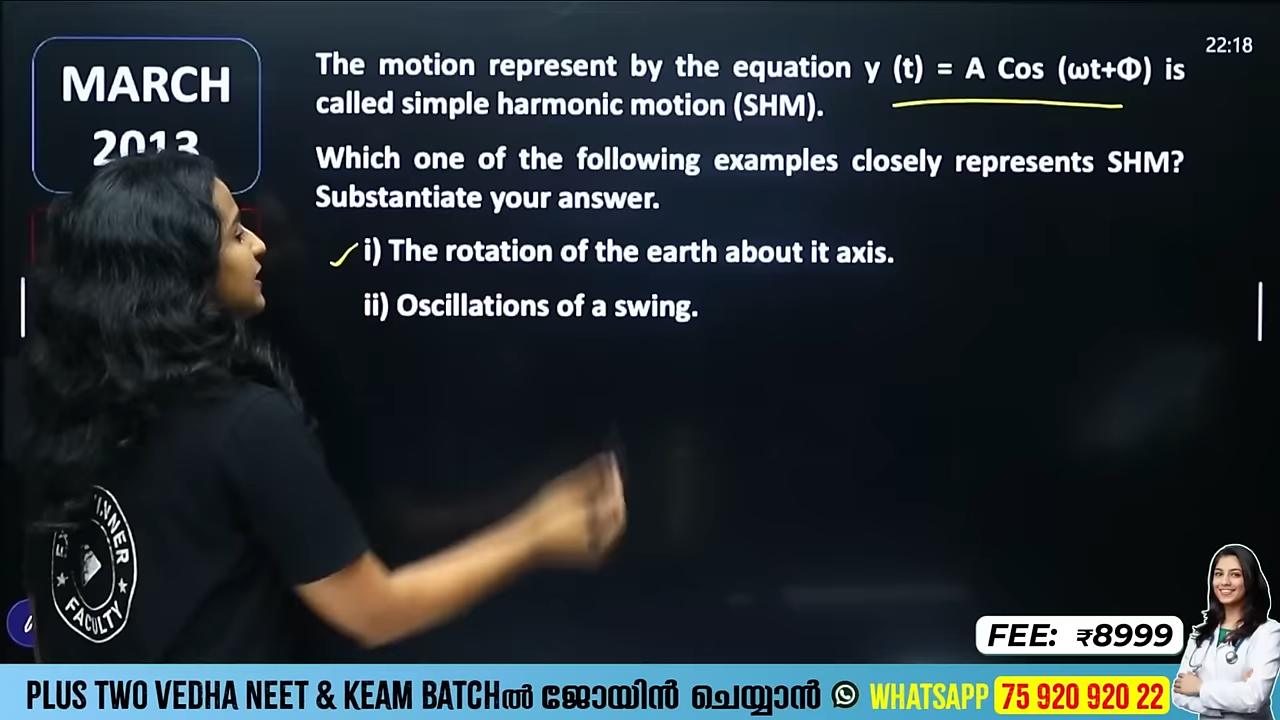 22:18
MARCH
2013
The motion represent by the equation y (t) = A Cos (ωt+Φ) is
called simple harmonic motion (SHM).
Which one of the following examples closely represents SHM?
Substantiate your answer.
i) The rotation of the earth about it axis.
ii) Oscillations of a swing.
FACULTY
FEE: ₹8999
PLUS TWO VEDHA NEET & KEAM BATCHൽ ജോയിൻ ചെയ്യാൻ WHATSAPP 75 920 920 22